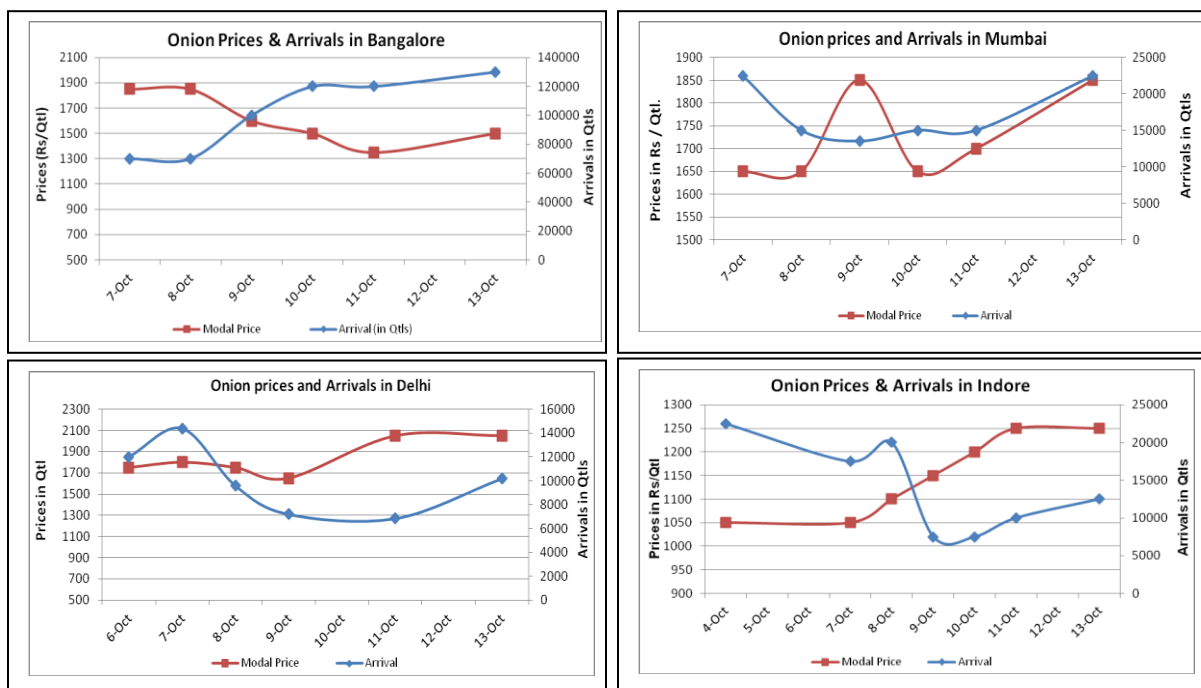 Onion Prices & Arrivals in Bangalore
Prices (Rs/Qtl)
2100
1900
1700
1500
1300
1100
900
700
500
140000
120000
100000
80000
60000
40000
20000
0
Arrivals in Qtls
7-Oct
8-Oct
9-Oct
10-Oct
11-Oct
12-Oct
13-Oct
Modal Price
Arrival (in Qtls)
Onion prices and Arrivals in Mumbai
Prices in Rs / Qtl.
1900
1850
1800
1750
1700
1650
1600
1550
1500
25000
20000
15000
10000
5000
0
Arrivals in Qtls
7-Oct
8-Oct
9-Oct
10-Oct
11-Oct
12-Oct
13-Oct
Modal Price
Arrival
Onion prices and Arrivals in Delhi
Prices in Qtl
2300
2100
1900
1700
1500
1300
1100
900
700
500
16000
14000
12000
10000
8000
6000
4000
2000
0
Arrivals in Qtls
6-Oct
7-Oct
8-Oct
9-Oct
10-Oct
11-Oct
12-Oct
13-Oct
Modal Price
Arrival
Onion Prices & Arrivals in Indore
Prices in Rs/Qtl
1300
1250
1200
1150
1100
1050
1000
950
900
25000
20000
15000
10000
5000
0
Arrivals in Qtls
4-Oct
5-Oct
6-Oct
7-Oct
8-Oct
9-Oct
10-Oct
11-Oct
12-Oct
13-Oct
Modal Price
Arrival